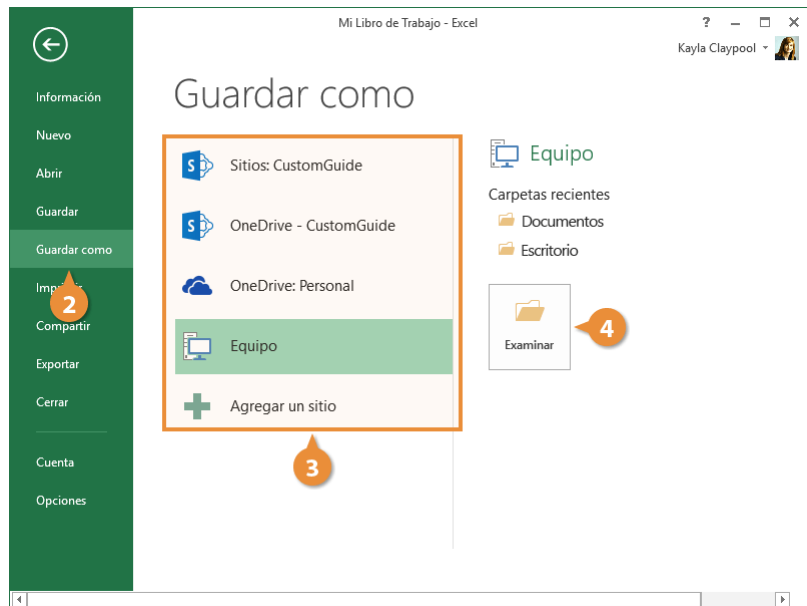 Mi Libro de Trabajo - Excel
?
Kayla Claypool
Información
Nuevo
Abrir
Guardar
Guardar como
Imprimir
2
Compartir
Exportar
Cerrar
Cuenta
Opciones
Guardar como
S
Sitios: CustomGuide
S
OneDrive - CustomGuide
OneDrive: Personal
Equipo
Agregar un sitio
3
Equipo
Carpetas recientes
Documentos
Escritorio
Examinar
4